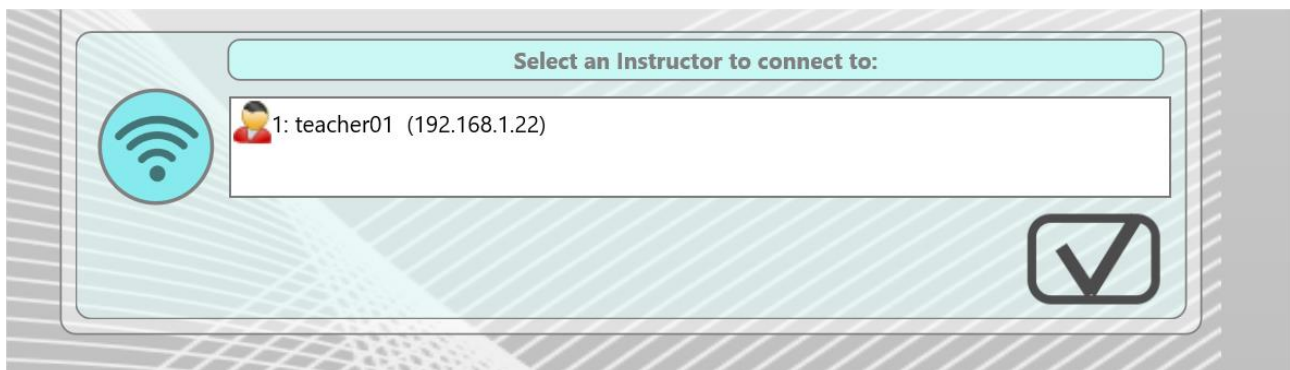 Select an Instructor to connect to:
1: teacher01 (192.168.1.22)